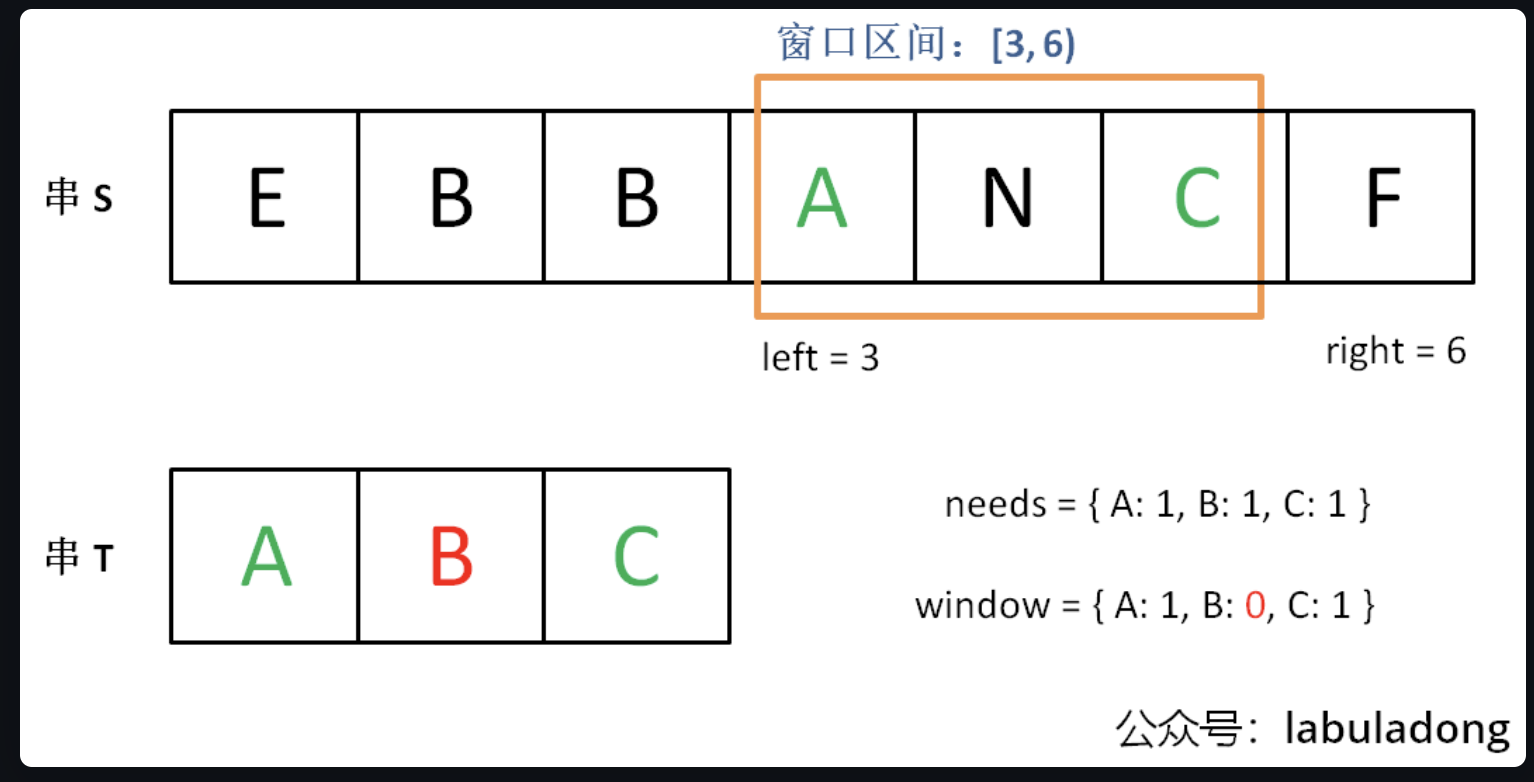 窗口区间：[3, 6)
串 S E B B A N C F
left = 3 right = 6
串 T A B C
needs = { A: 1, B: 1, C: 1 }
window = { A: 1, B: 0, C: 1 }
公众号：labuladong